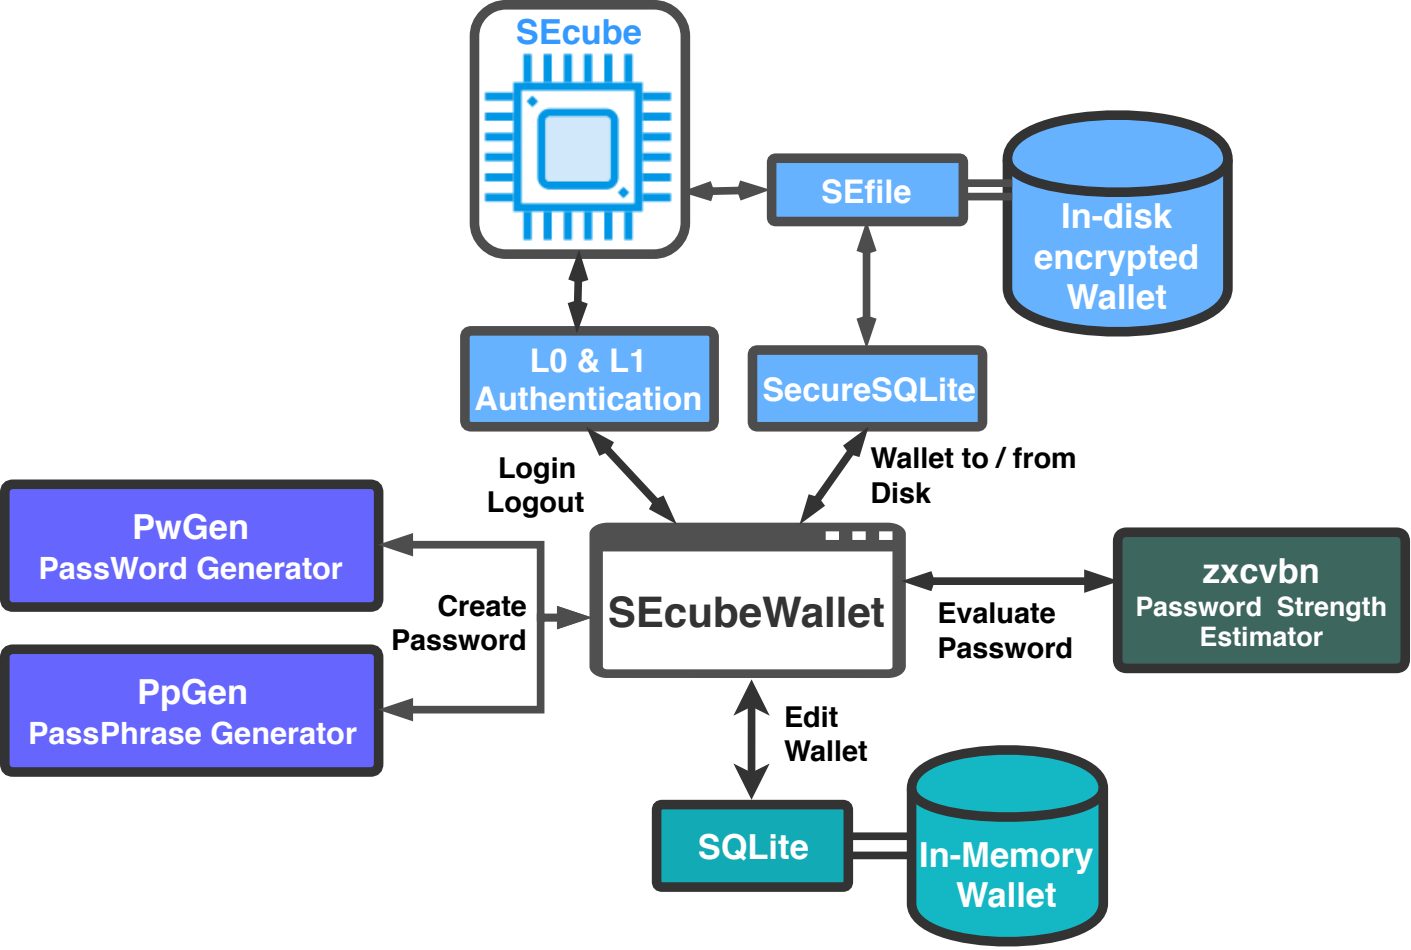 SEcube
SEfile
In-disk
encrypted
Wallet
L0 & L1
Authentication
SecureSQLite
Login
Logout
Wallet to / from
Disk
PwGen
PassWord Generator
Create
Password
SEcubeWallet
Evaluate
Password
zxcvbn
Password Strength
Estimator
PpGen
PassPhrase Generator
Edit
Wallet
SQLite
In-Memory
Wallet